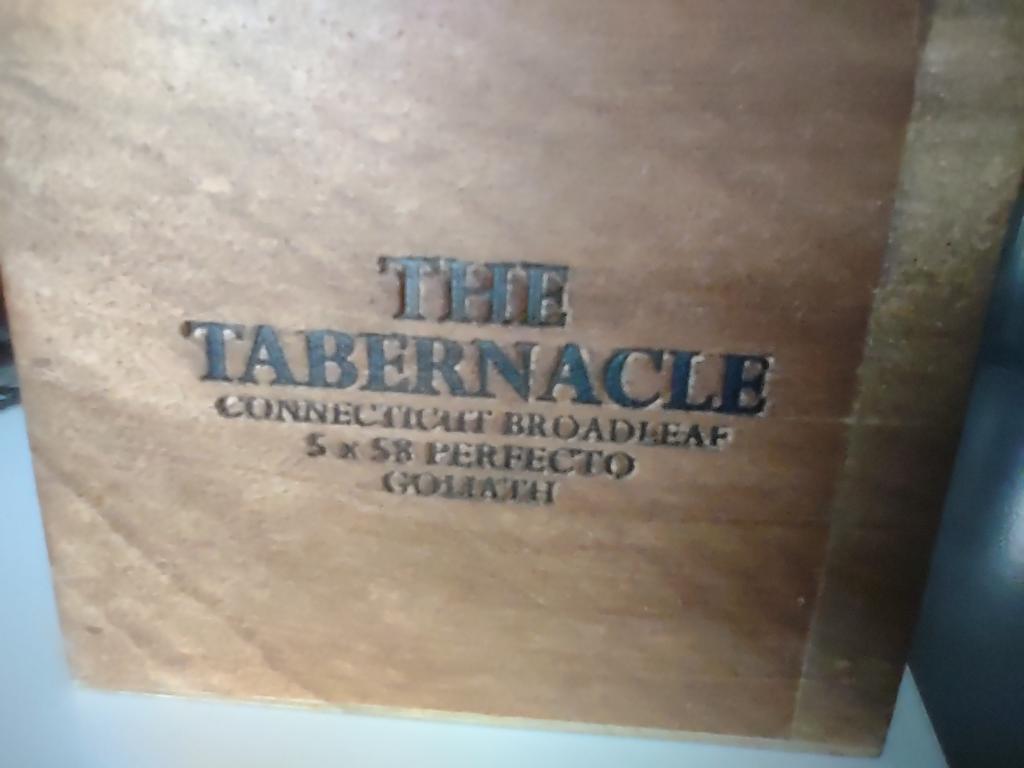 THE
TABERNACLE
CONNECTICUT BROADLEAF
5 x 58 PERFECTO
GOLIATH